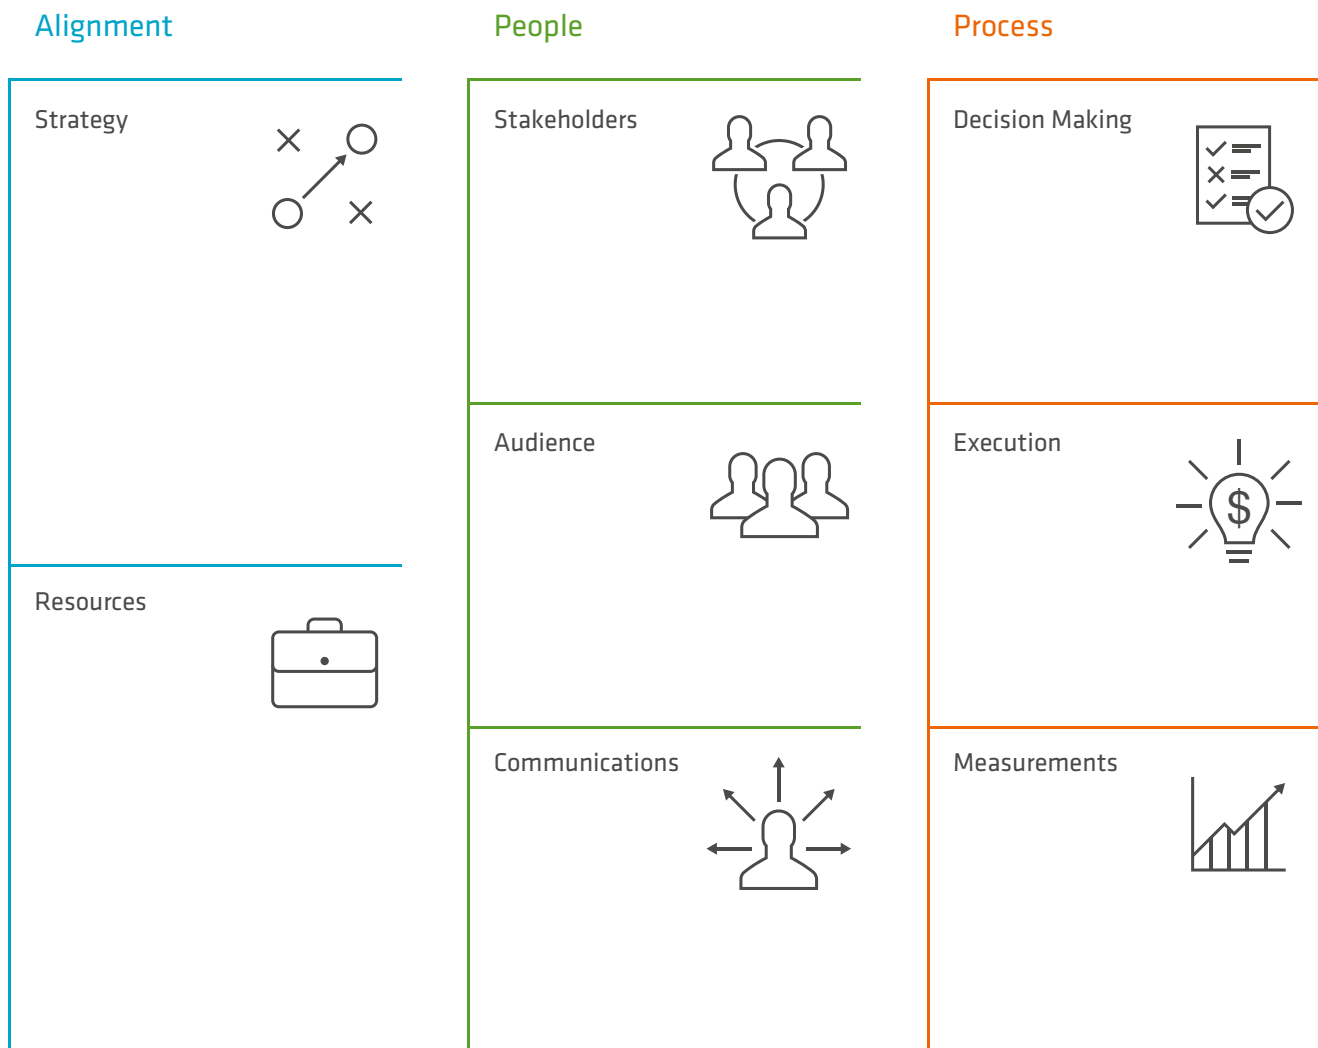 Alignment
Strategy
Resources
People
Stakeholders
Audience
Communications
Process
Decision Making
Execution
$
Measurements